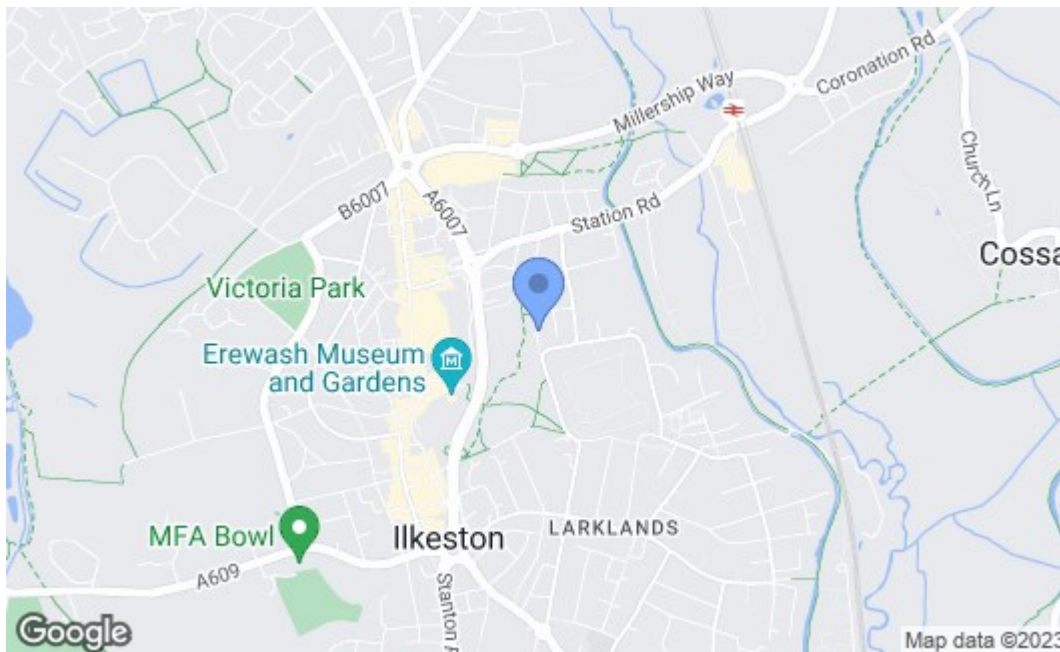 Millership Way
Coronation Rd
B6007
A6007
Church Ln
Station Rd
Cossa
Victoria Park
Erewash Museum
and Gardens
M
MFA Bowl
Ilkeston
LARKLANDS
A609
Stanton
Google
Map data ©2023